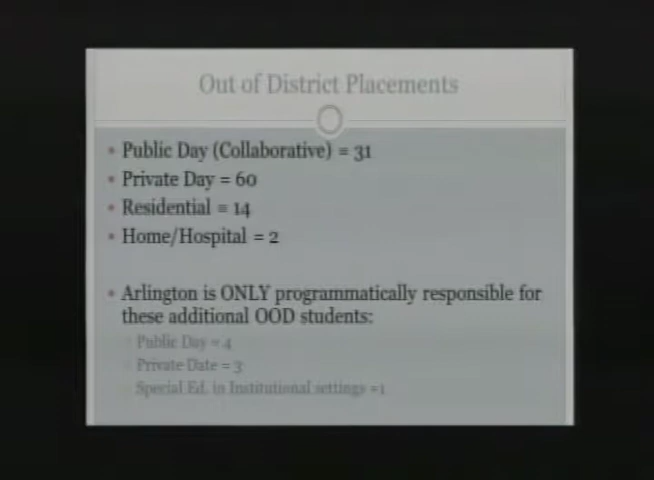 Out of District Placements
• Public Day (Collaborative) = 31
• Private Day = 60
• Residential = 14
• Home/Hospital = 2
• Arlington is ONLY programmatically responsible for
these additional OOD students:
Public Day = 4
Private Date = 3
Special Ed. in Institutional settings =1